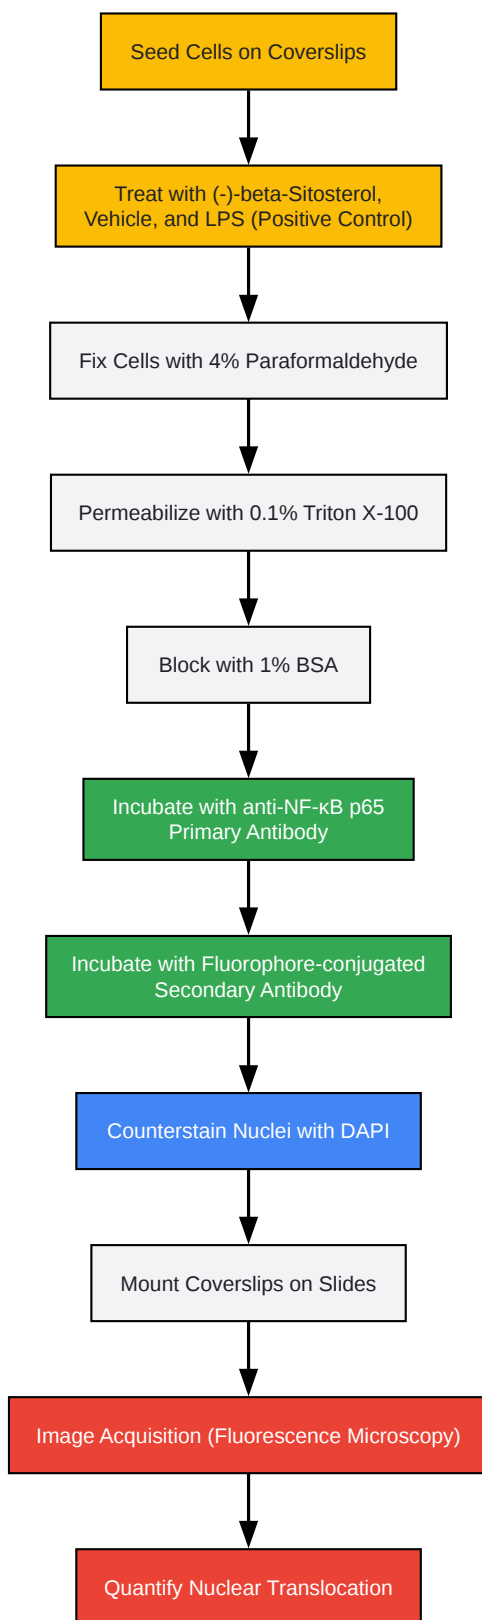 Seed Cells on Coverslips
Treat with (-)-beta-Sitosterol,
Vehicle, and LPS (Positive Control)
Fix Cells with 4% Paraformaldehyde
Permeabilize with 0.1% Triton X-100
Block with 1% BSA
Incubate with anti-NF-κB p65
Primary Antibody
Incubate with Fluorophore-conjugated
Secondary Antibody
Counterstain Nuclei with DAPI
Mount Coverslips on Slides
Image Acquisition (Fluorescence Microscopy)
Quantify Nuclear Translocation